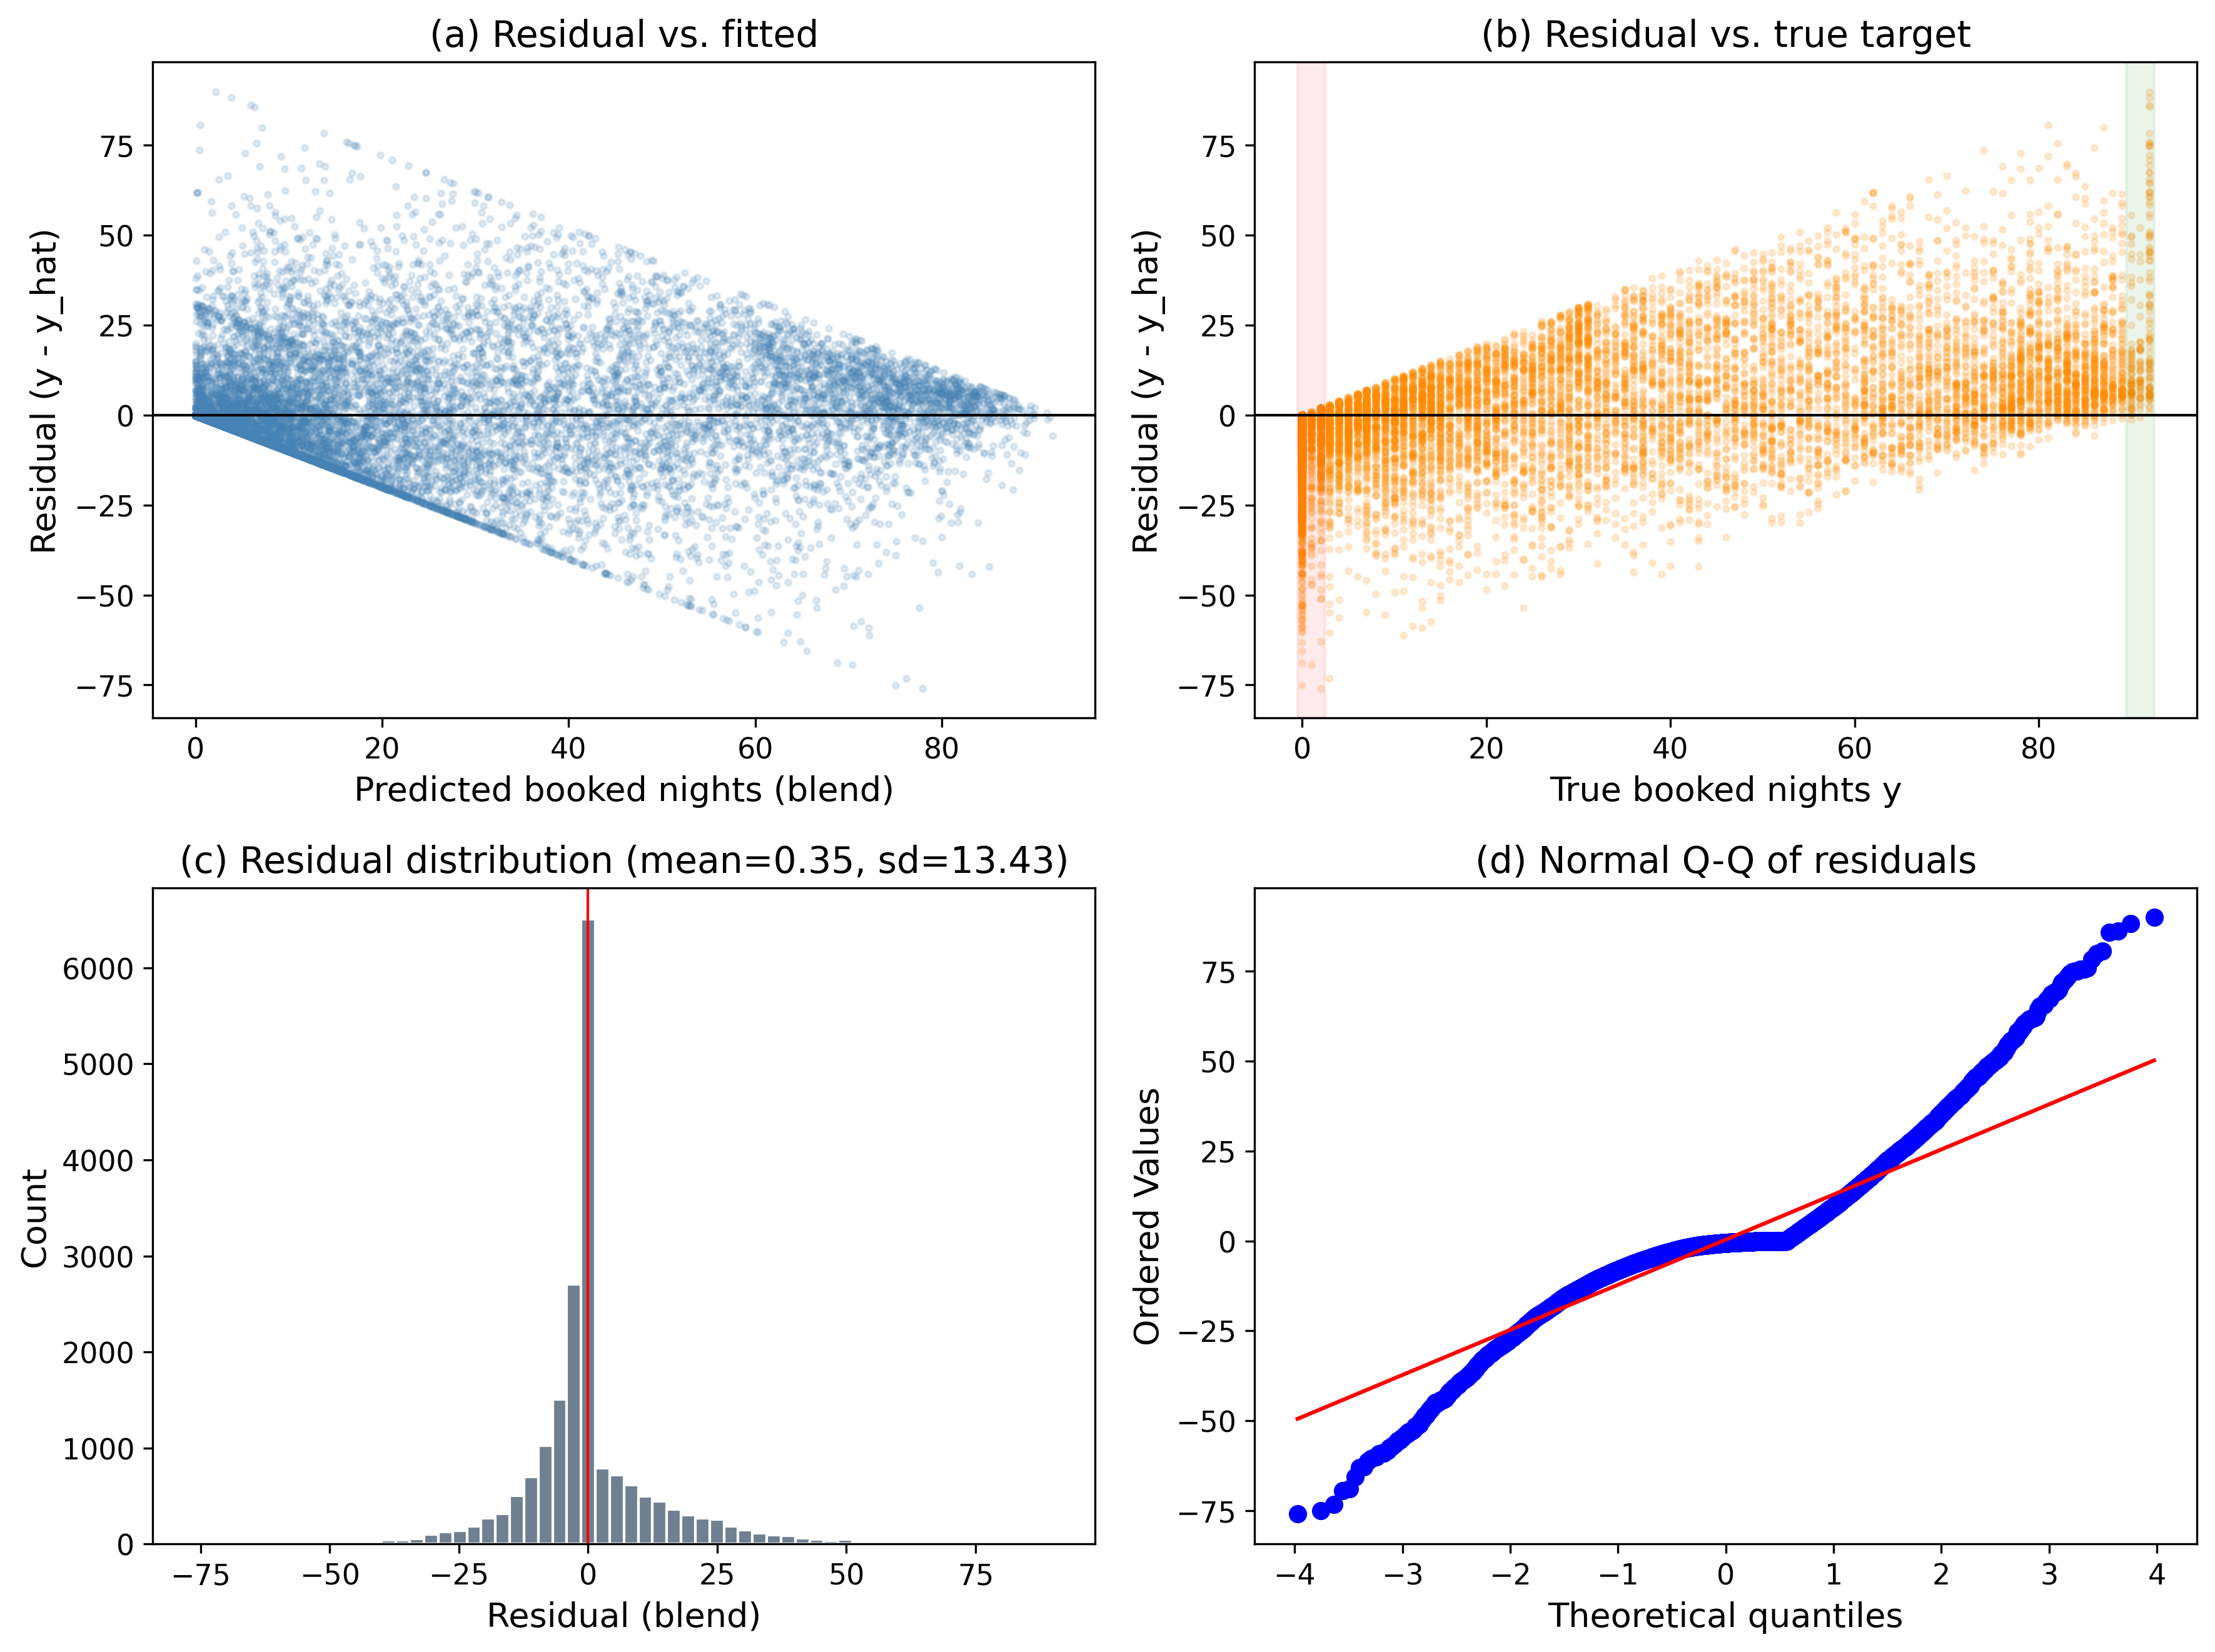 (a) Residual vs. fitted
75
50
25
0
−25
−50
−75
0 20 40 60 80
Residual (y - y_hat)
Predicted booked nights (blend)
(b) Residual vs. true target
75
50
25
0
−25
−50
−75
0 20 40 60 80
Residual (y - y_hat)
True booked nights y
(c) Residual distribution (mean=0.35, sd=13.43)
6000
5000
4000
3000
2000
1000
0
−75 −50 −25 0 25 50 75
Count
Residual (blend)
(d) Normal Q-Q of residuals
75
50
25
0
−25
−50
−75
−4 −3 −2 −1 0 1 2 3 4
Ordered Values
Theoretical quantiles